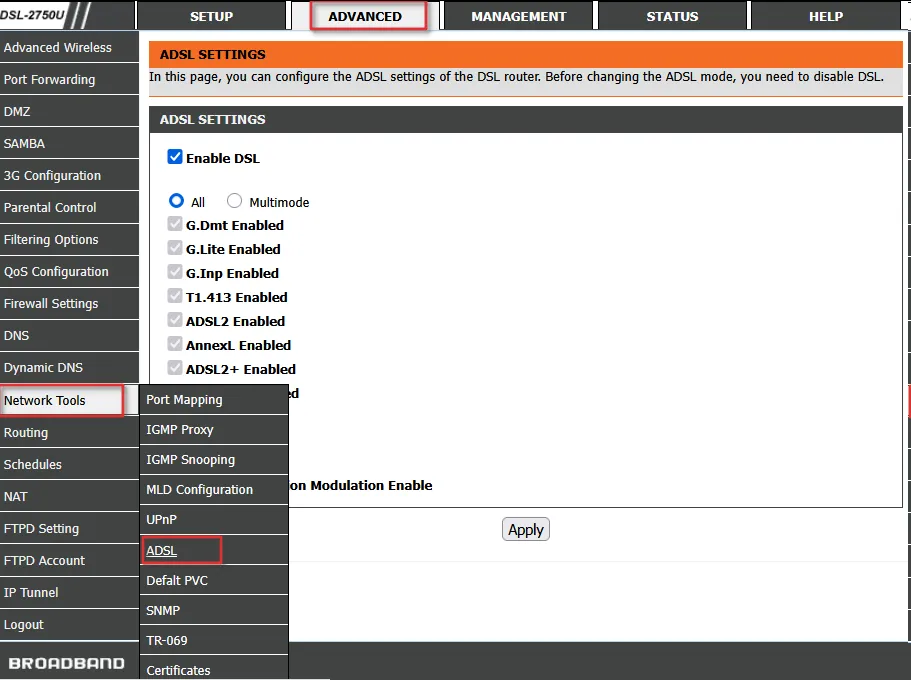 DSL-2750U
SETUP
ADVANCED
MANAGEMENT
STATUS
HELP
Advanced Wireless
Port Forwarding
DMZ
SAMBA
3G Configuration
Parental Control
Filtering Options
QoS Configuration
Firewall Settings
DNS
Dynamic DNS
Network Tools
Routing
Schedules
NAT
FTPD Setting
FTPD Account
IP Tunnel
Logout
BROADBAND
Port Mapping
IGMP Proxy
IGMP Snooping
MLD Configuration
UPnP
ADSL
Defalt PVC
SNMP
TR-069
Certificates
ADSL SETTINGS
In this page, you can configure the ADSL settings of the DSL router. Before changing the ADSL mode, you need to disable DSL.
ADSL SETTINGS
Enable DSL
All Multimode
G.Dmt Enabled
G.Lite Enabled
G.Inp Enabled
T1.413 Enabled
ADSL2 Enabled
AnnexL Enabled
ADSL2+ Enabled
ed
on Modulation Enable
Apply